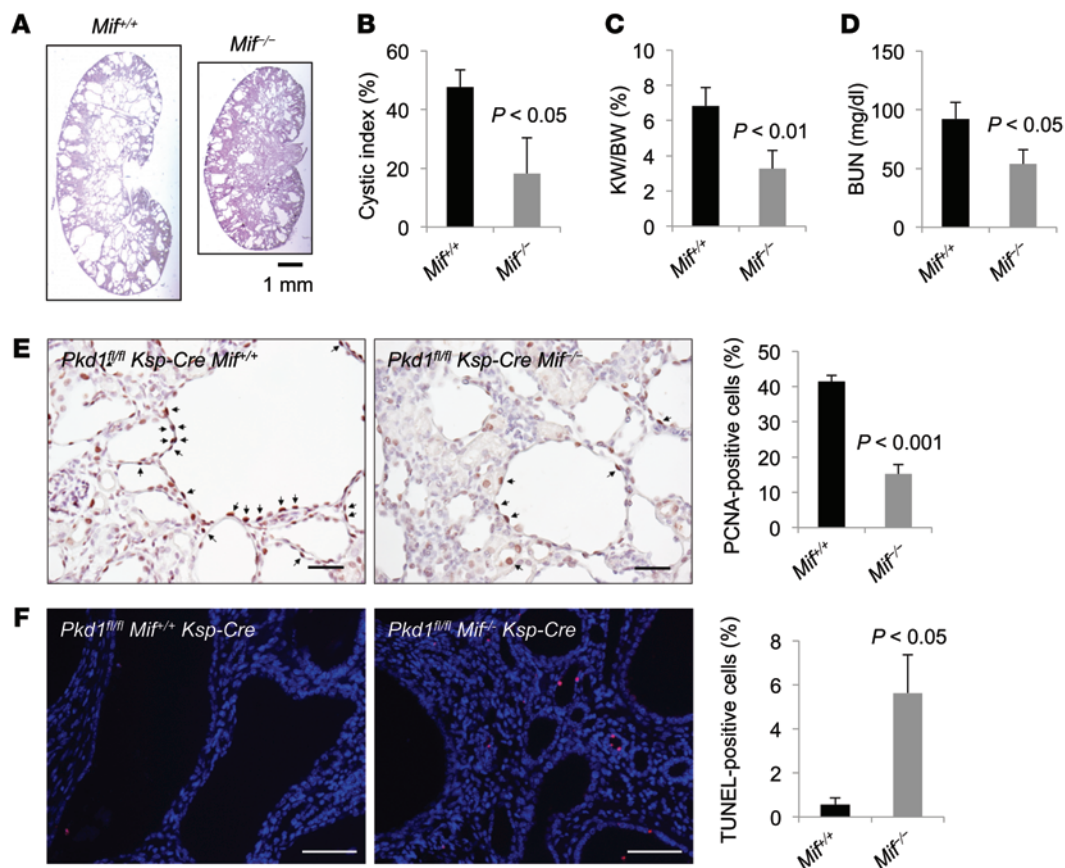 A
Mif+/+
Mif–/–
1 mm
B
Cystic index (%)
60
40
20
0
P < 0.05
Mif+/+
Mif–/–
C
KW/BW (%)
10
8
6
4
2
0
P < 0.01
Mif+/+
Mif–/–
D
BUN (mg/dl)
150
100
50
0
P < 0.05
Mif+/+
Mif–/–
E
Pkd1fl/fl Ksp-Cre Mif+/+
Pkd1fl/fl Ksp-Cre Mif–/–
PCNA-positive cells (%)
50
40
30
20
10
0
P < 0.001
Mif+/+
Mif–/–
F
Pkd1fl/fl Mif+/+ Ksp-Cre
Pkd1fl/fl Mif-/- Ksp-Cre
TUNEL-positive cells (%)
8
6
4
2
0
P < 0.05
Mif+/+
Mif–/–